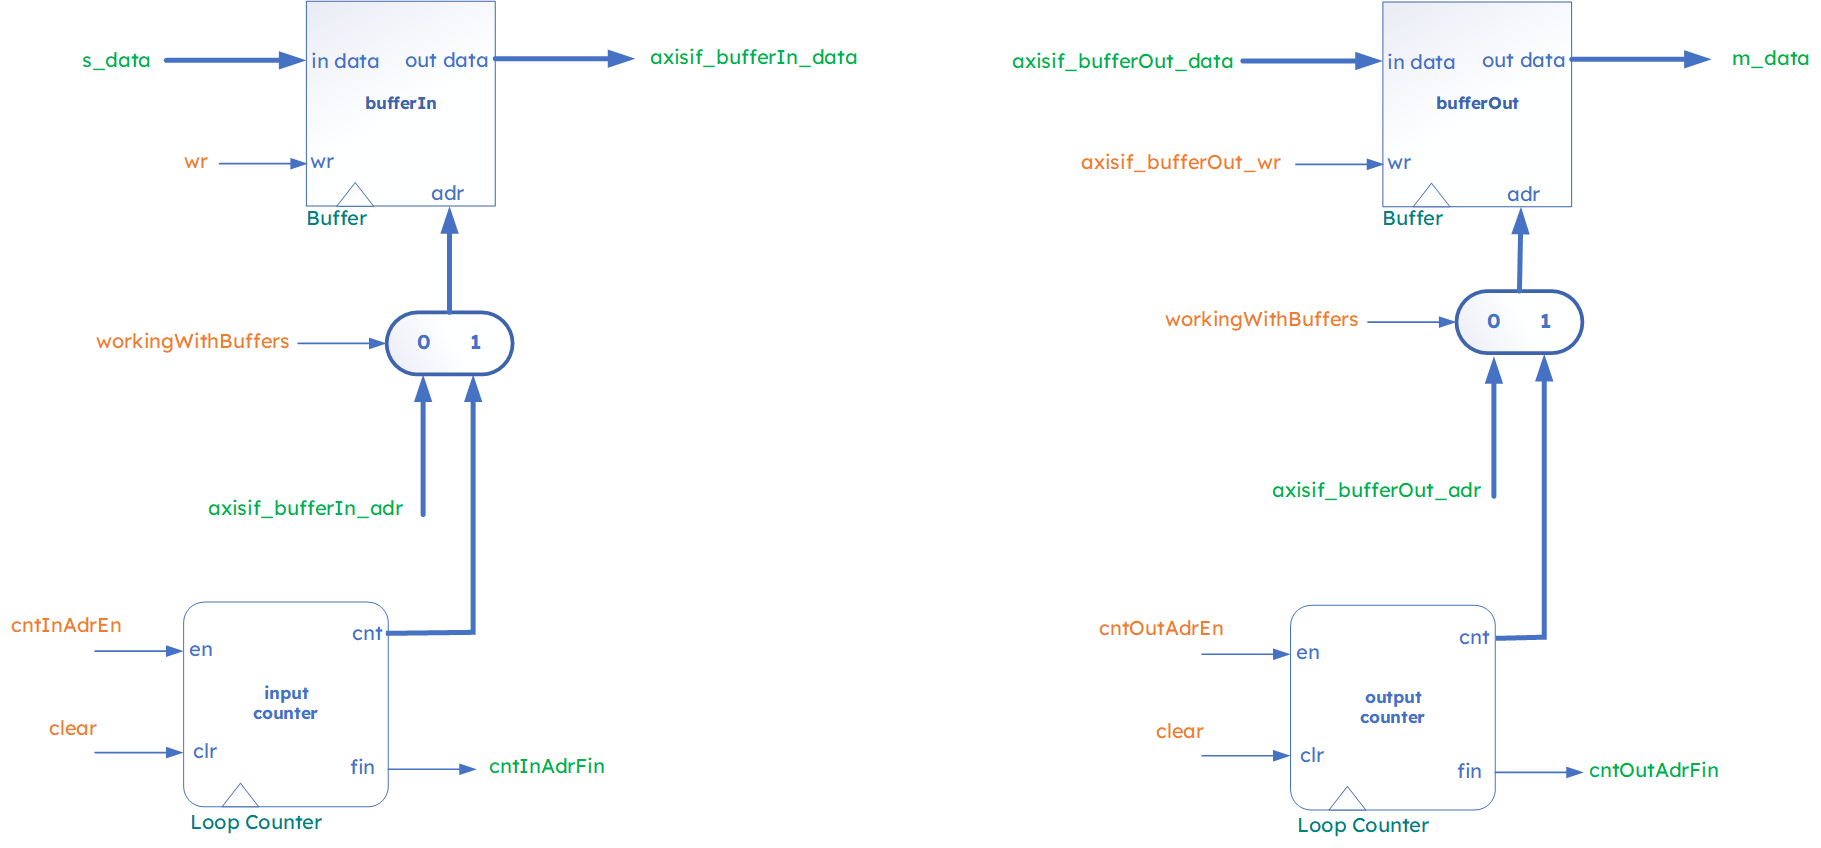 s_data
in data
out data
axisif_bufferIn_data
bufferIn
wr
wr
adr
Buffer
workingWithBuffers
0 1
axisif_bufferIn_adr
cntInAdrEn
en
cnt
input
counter
clear
clr
fin
cntInAdrFin
Loop Counter
axisif_bufferOut_data
in data
out data
m_data
bufferOut
axisif_bufferOut_wr
wr
adr
Buffer
workingWithBuffers
0 1
axisif_bufferOut_adr
cntOutAdrEn
en
cnt
output
counter
clear
clr
fin
cntOutAdrFin
Loop Counter